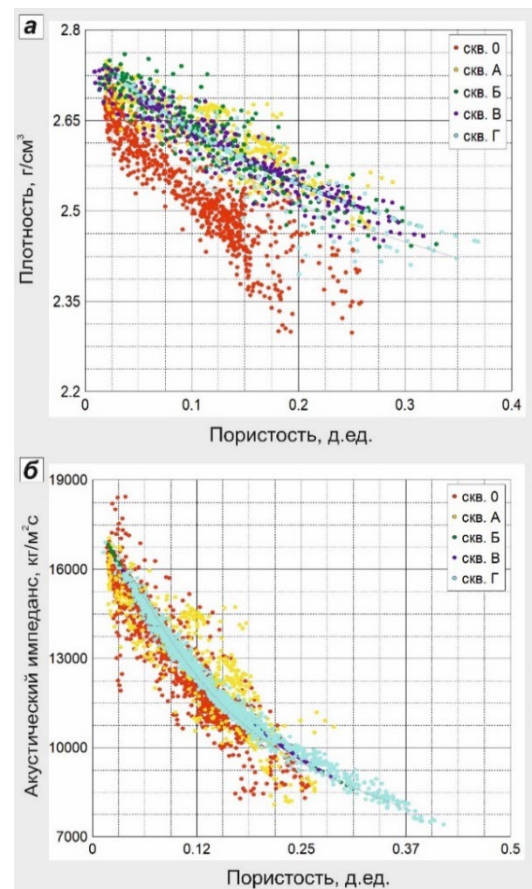 а
2.8
2.65
2.5
2.35
2.2
Плотность, г/см³
0
0.1
0.2
0.3
0.4
Пористость, д.ед.
скв. 0
скв. А
скв. Б
скв. В
скв. Г
б
19000
16000
13000
10000
7000
Акустический импеданс, кг/м²с
0
0.12
0.25
0.37
0.5
Пористость, д.ед.
скв. 0
скв. А
скв. Б
скв. В
скв. Г